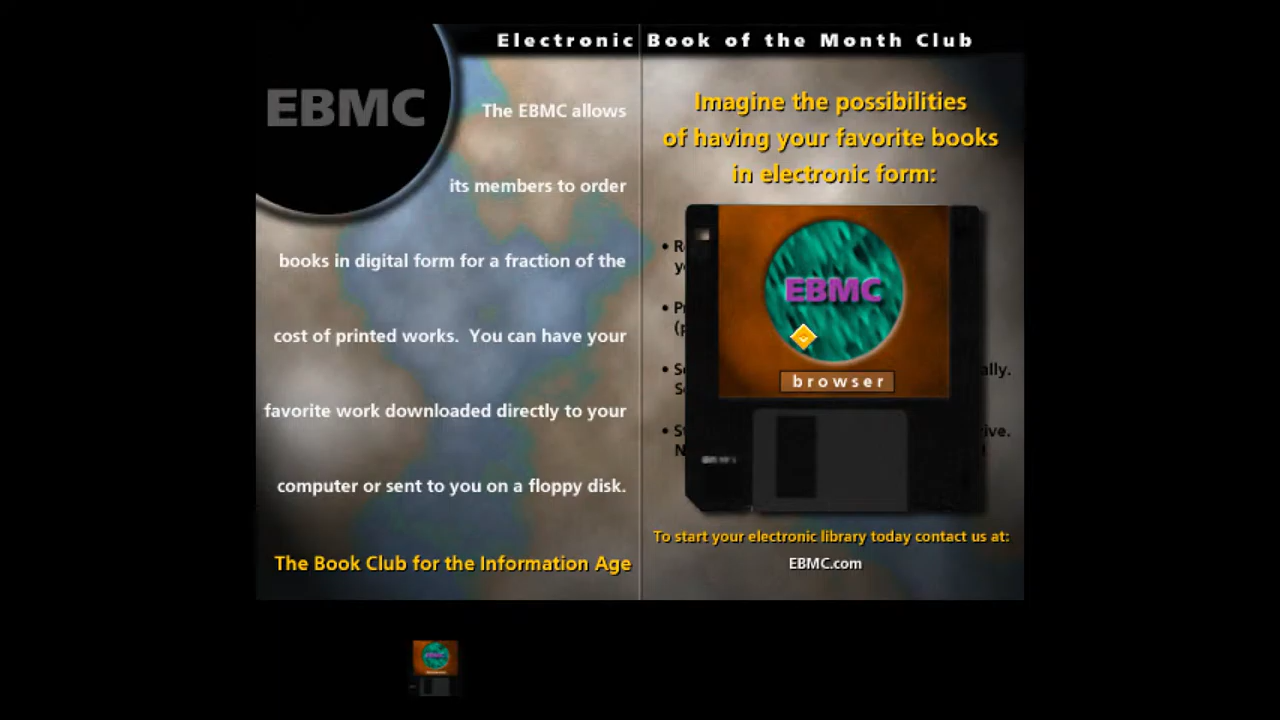 Electronic Book of the Month Club
EBMC
The EBMC allows
its members to order
books in digital form for a fraction of the
cost of printed works. You can have your
favorite work downloaded directly to your
computer or sent to you on a floppy disk.
The Book Club for the Information Age
Imagine the possibilities
of having your favorite books
in electronic form:
EBMC
browser
To start your electronic library today contact us at:
EBMC.com
EBMC